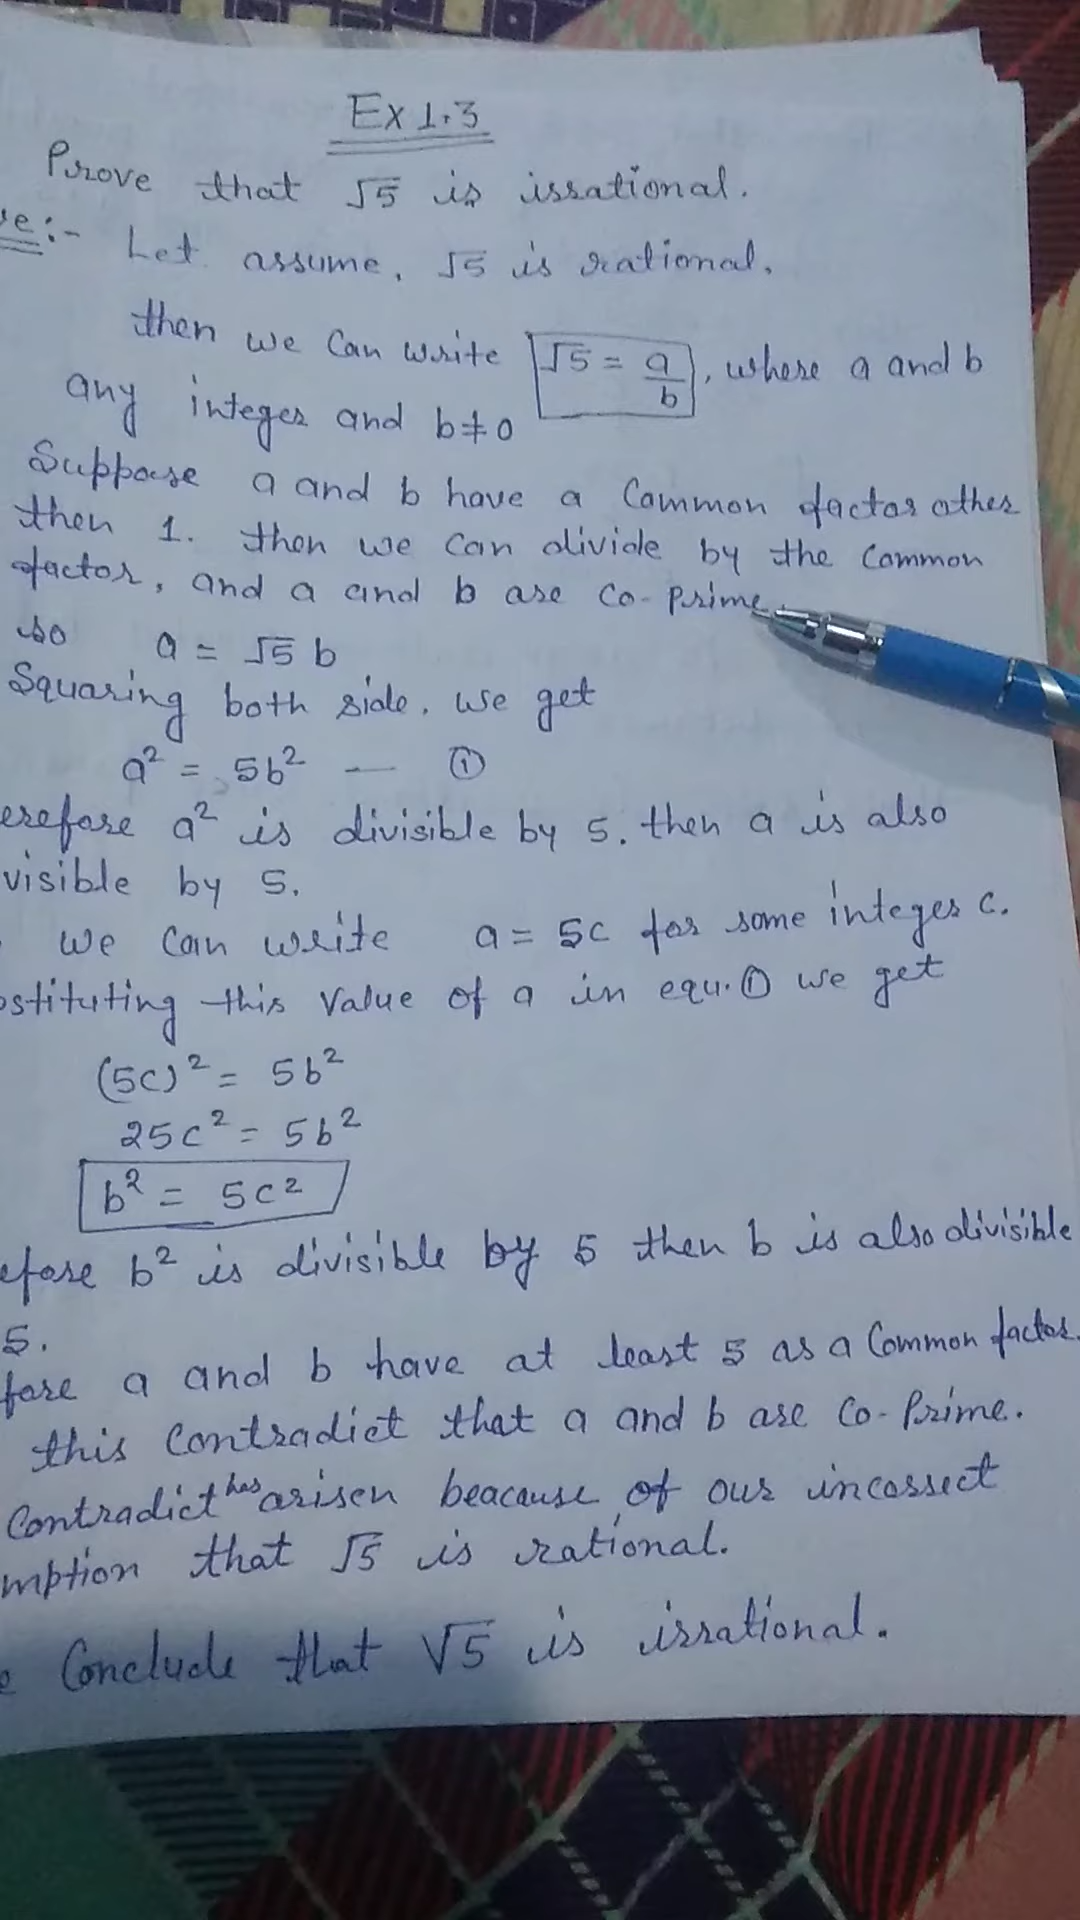 Ex 1.3
Prove that √5 is irrational.
ve:- Let assume, √5 is rational.
then we can write √5 = a/b, where a and b
any integer and b≠0
Suppose a and b have a common factor other
then 1. then we can divide by the common
factor, and a and b are co-prime.
so a = √5 b
Squaring both side, we get
a² = 5b² — ①
erefore a² is divisible by 5. then a is also
visible by 5.
we can write a = 5c for some integer c.
stituting this value of a in equ.① we get
(5c)² = 5b²
25c² = 5b²
b² = 5c²
efore b² is divisible by 5 then b is also divisible
5.
fore a and b have at least 5 as a common factor.
this contradict that a and b are co-prime.
contradict has arisen beacause of our incorrect
mption that √5 is rational.
e conclude that √5 is irrational.